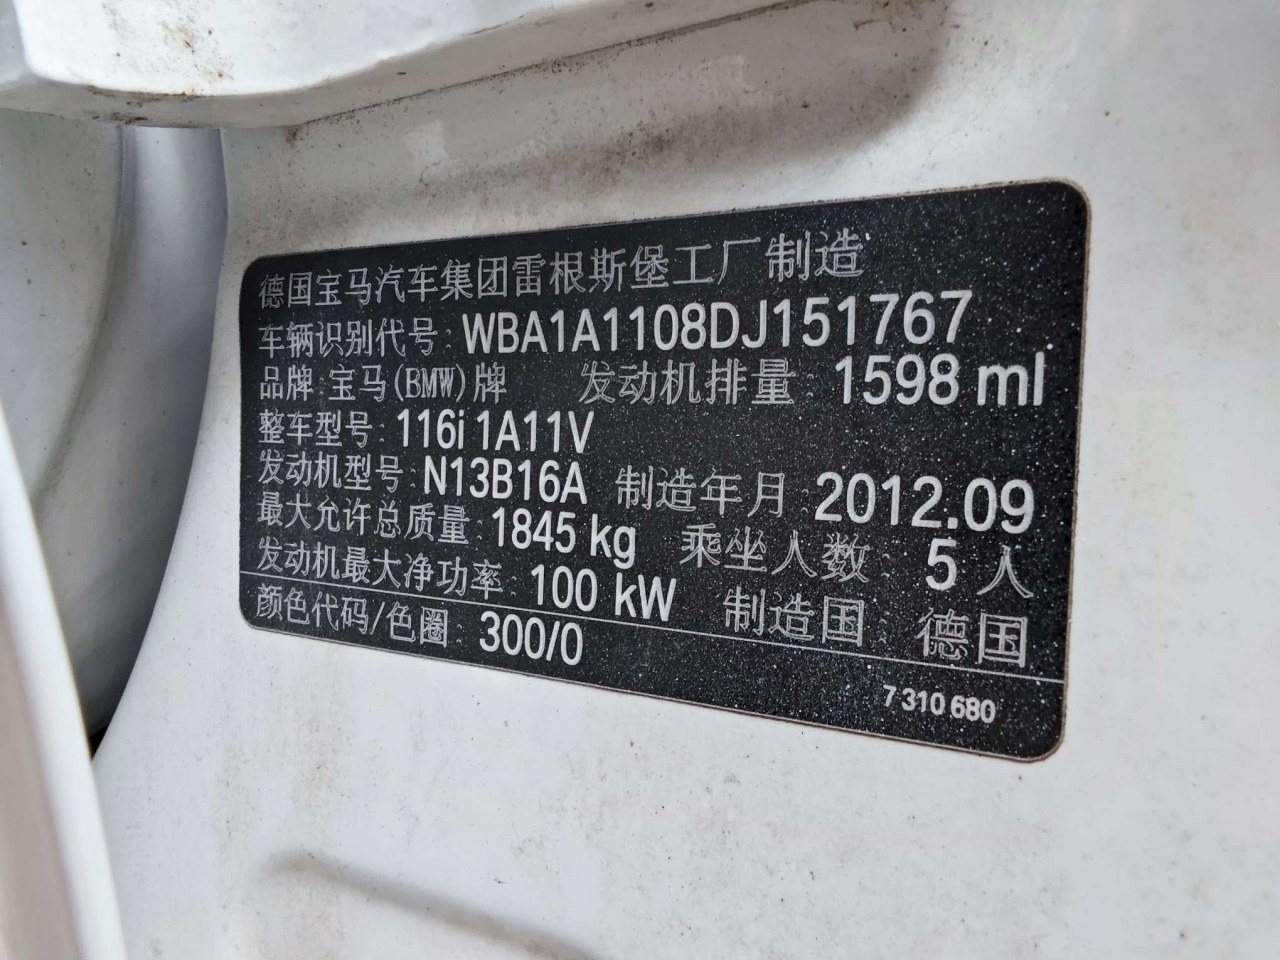 德国宝马汽车集团雷根斯堡工厂制造
车辆识别代号: WBA1A1108DJ151767
品牌: 宝马(BMW)牌 发动机排量: 1598 ml
整车型号: 116i 1A11V
发动机型号: N13B16A 制造年月: 2012.09
最大允许总质量: 1845 kg 乘坐人数: 5 人
发动机最大净功率: 100 kW 制造国: 德国
颜色代码/色圈: 300/0
7 310 680